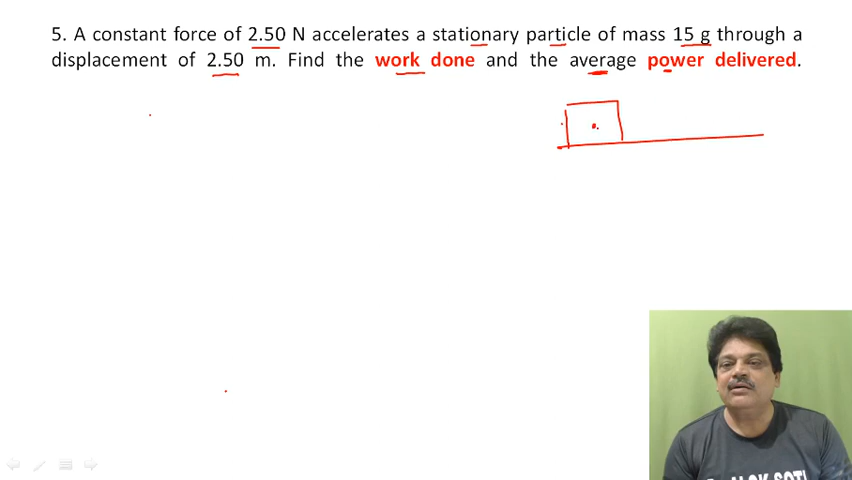 5. A constant force of 2.50 N accelerates a stationary particle of mass 15 g through a
displacement of 2.50 m. Find the work done and the average power delivered.